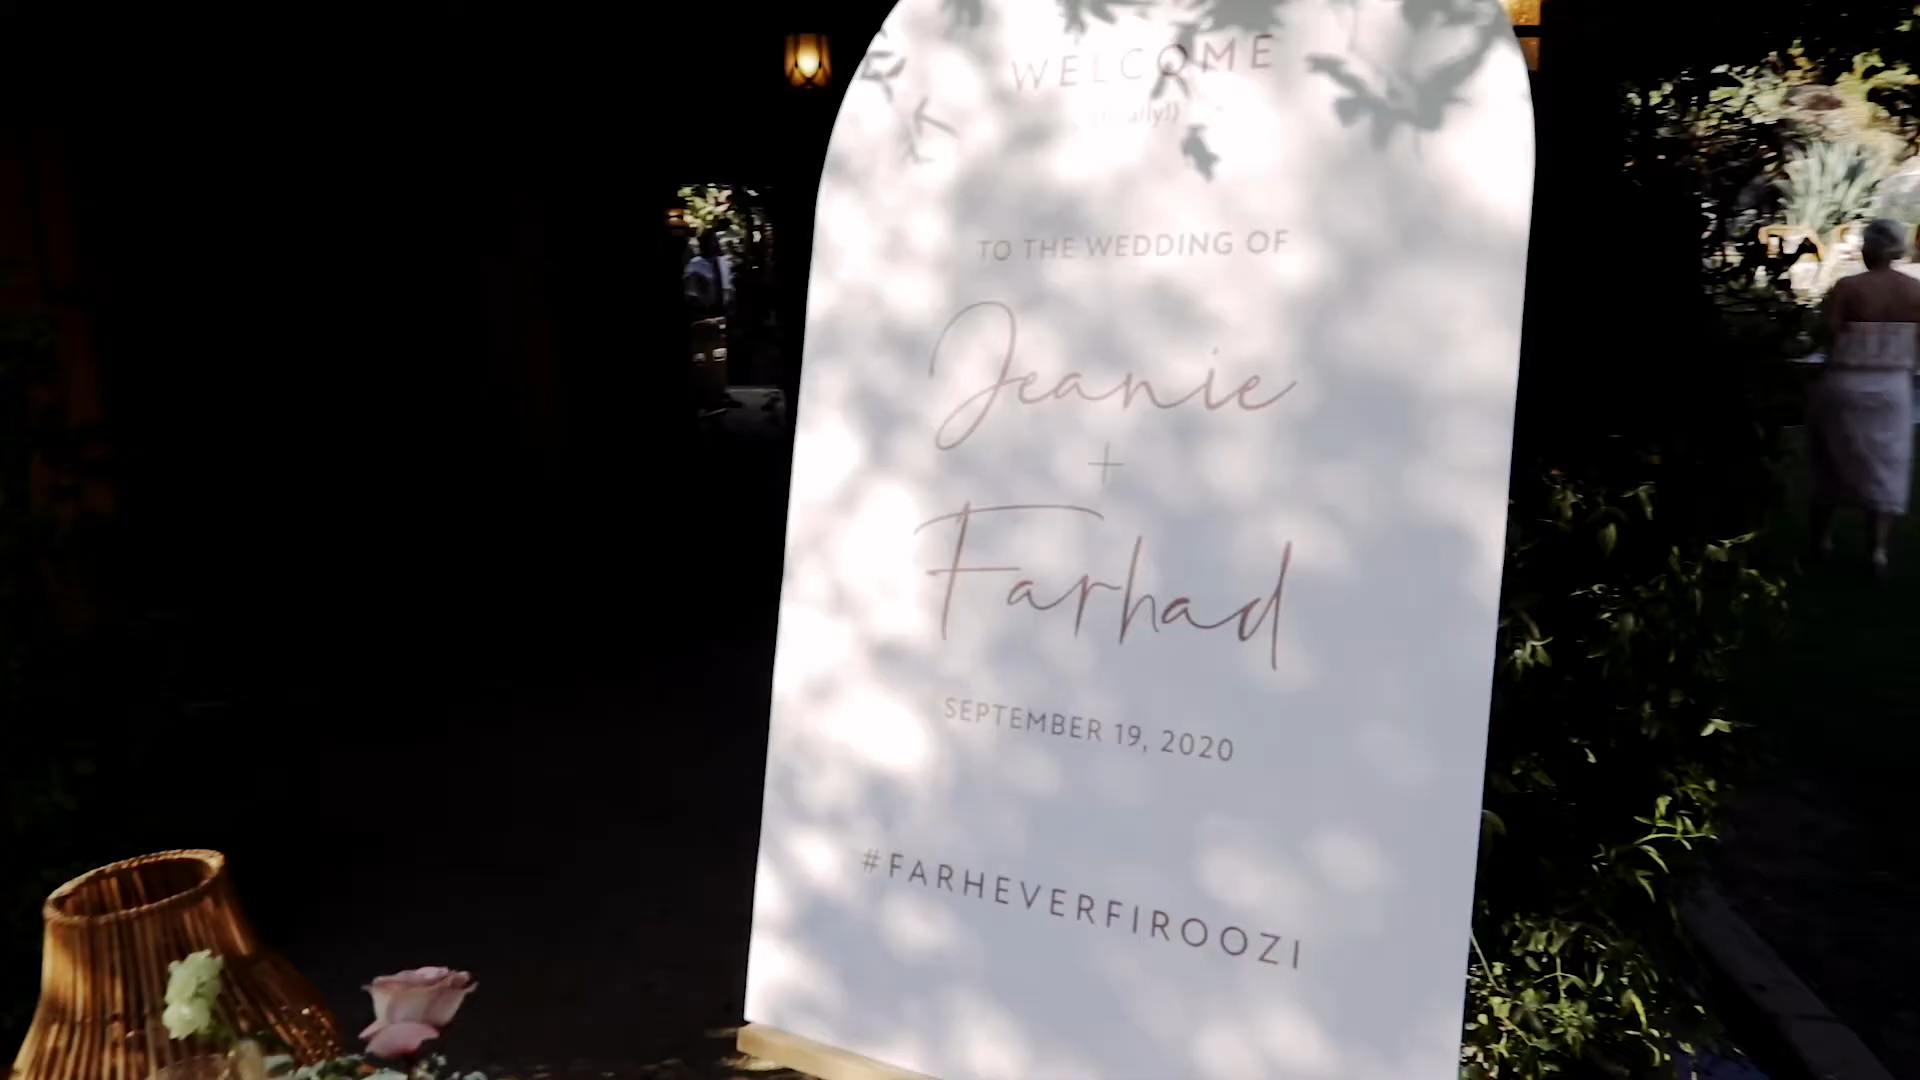 WELCOME
TO THE WEDDING OF
Jeanie
+
Farhad
SEPTEMBER 19, 2020
#FARHEVERFIROOZI